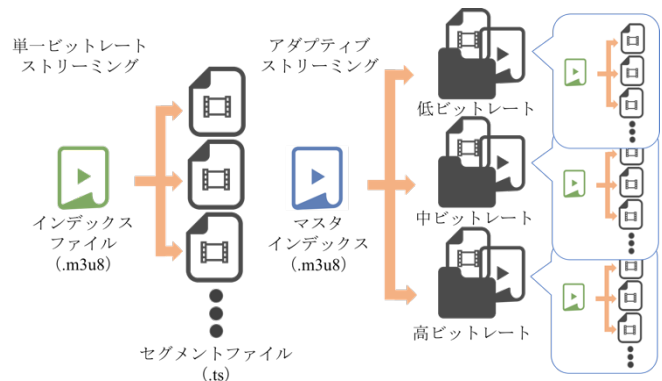 単一ビットレート
ストリーミング
インデックス
ファイル
(.m3u8)
セグメントファイル
(.ts)
アダプティブ
ストリーミング
マスタ
インデックス
(.m3u8)
低ビットレート
中ビットレート
高ビットレート